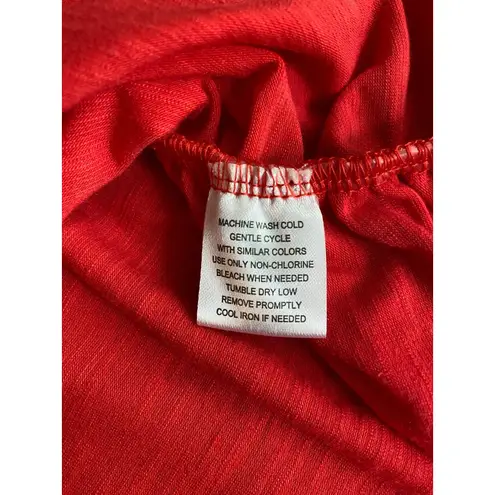 MACHINE WASH COLD
GENTLE CYCLE
WITH SIMILAR COLORS
USE ONLY NON-CHLORINE
BLEACH WHEN NEEDED
TUMBLE DRY LOW
REMOVE PROMPTLY
COOL IRON IF NEEDED